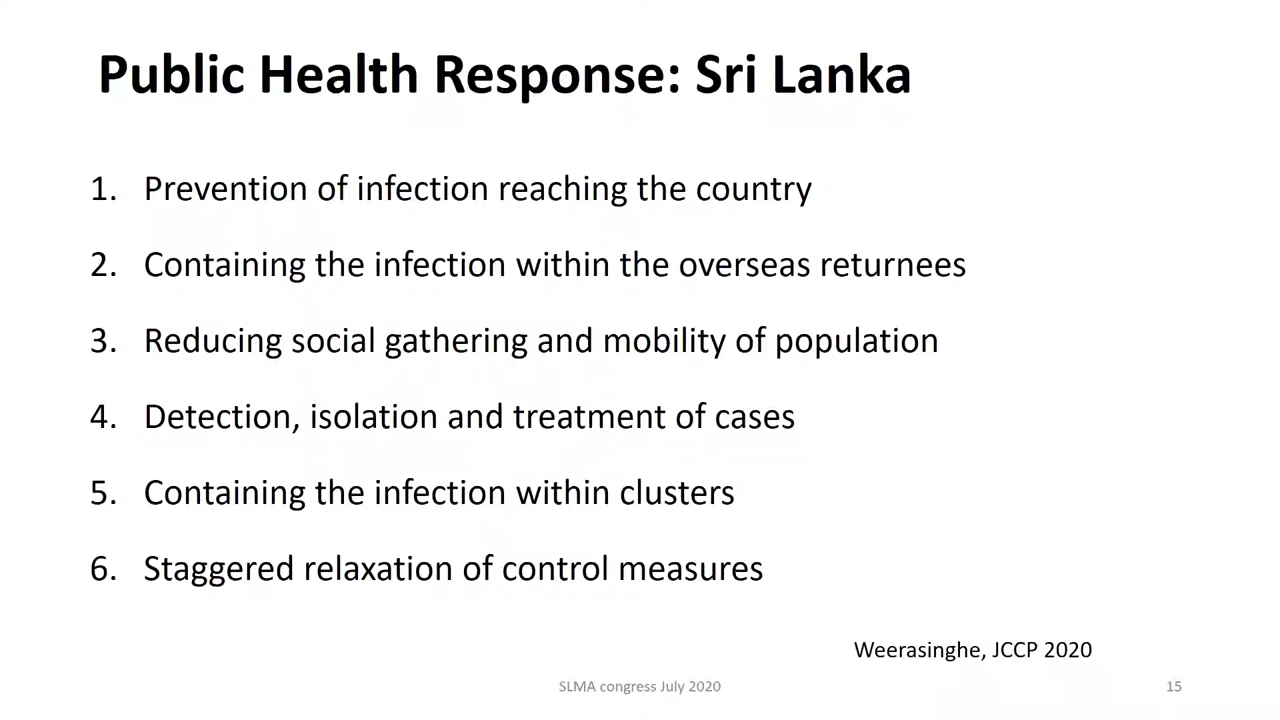 Public Health Response: Sri Lanka
1. Prevention of infection reaching the country
2. Containing the infection within the overseas returnees
3. Reducing social gathering and mobility of population
4. Detection, isolation and treatment of cases
5. Containing the infection within clusters
6. Staggered relaxation of control measures
Weerasinghe, JCCP 2020
SLMA congress July 2020
15